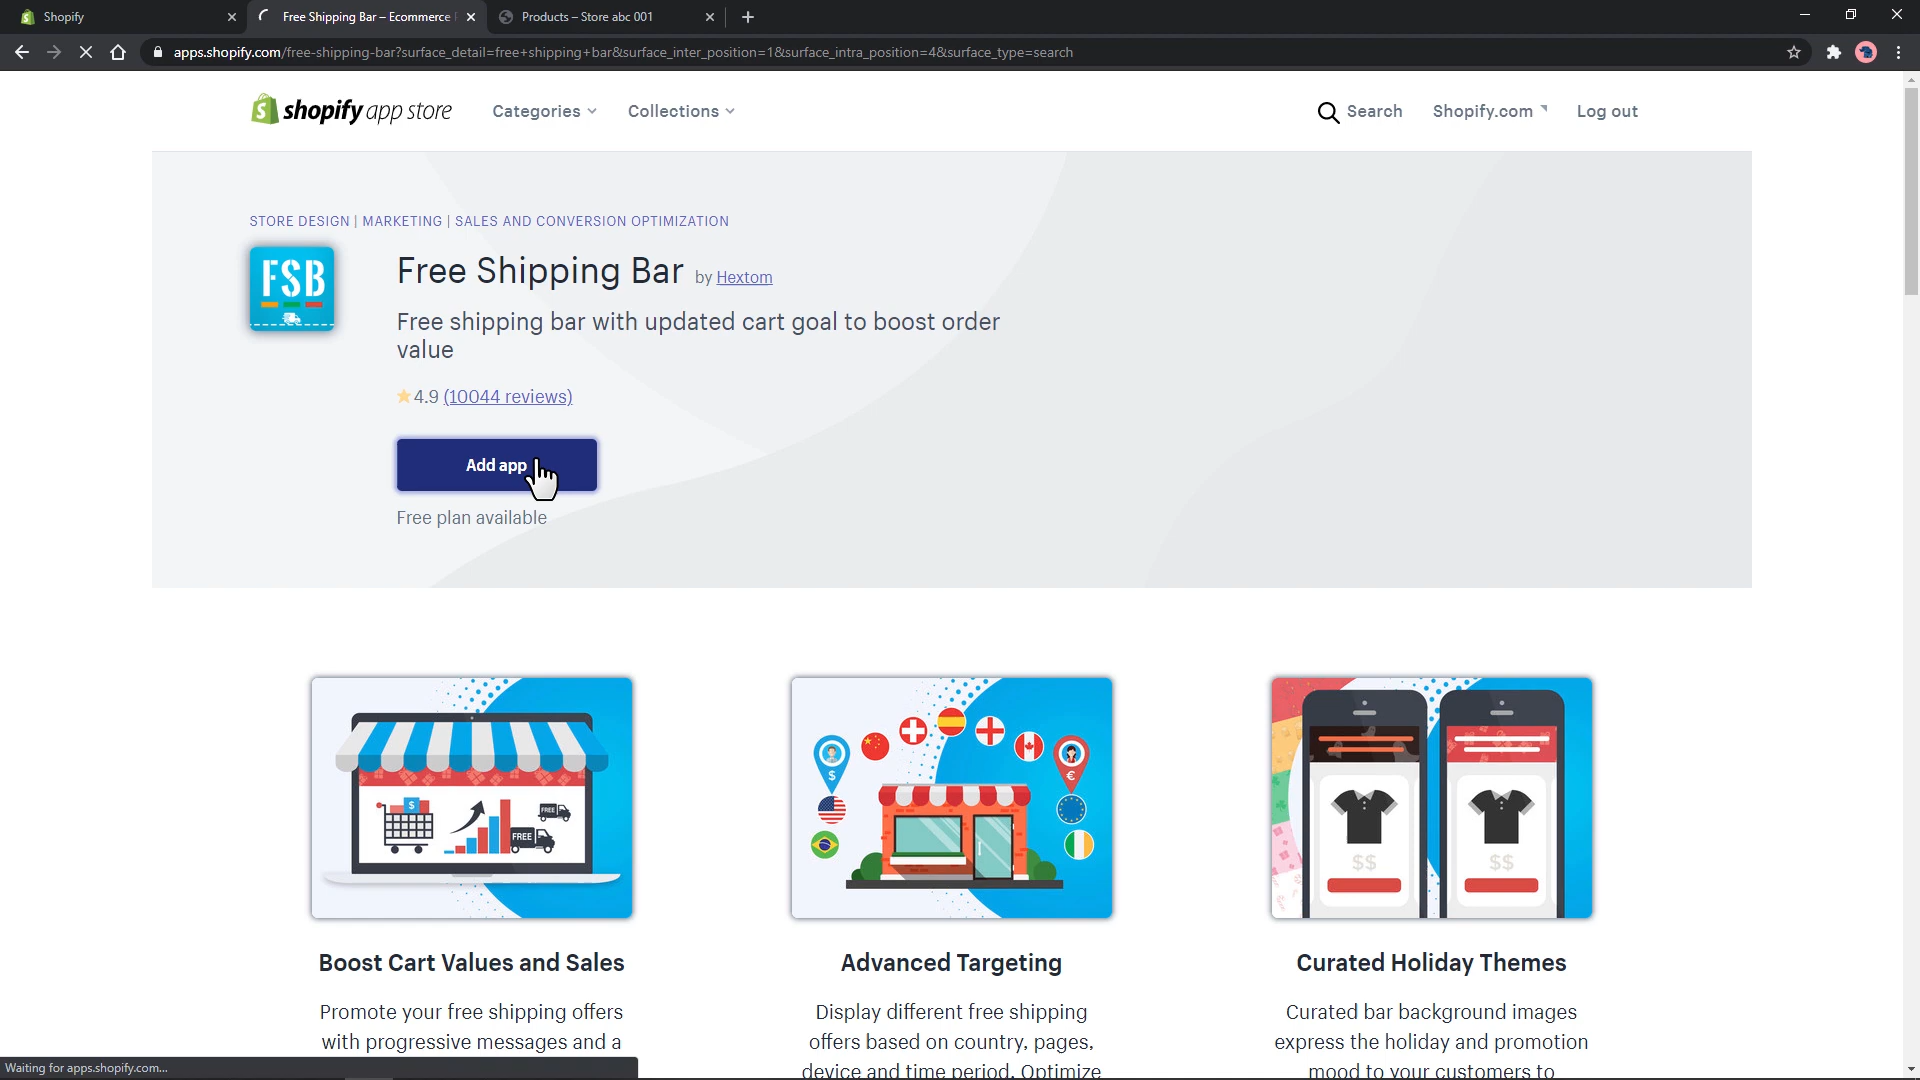 Shopify
Free Shipping Bar – Ecommerce
Products – Store abc 001
apps.shopify.com/free-shipping-bar?surface_detail=free+shipping+bar&surface_inter_position=1&surface_intra_position=4&surface_type=search
shopify app store
Categories
Collections
Search
Shopify.com
Log out
STORE DESIGN | MARKETING | SALES AND CONVERSION OPTIMIZATION
FSB
Free Shipping Bar by Hextom
Free shipping bar with updated cart goal to boost order
value
4.9 (10044 reviews)
Add app
Free plan available
$
FREE
FREE
$
€
$$
$$
Boost Cart Values and Sales
Advanced Targeting
Curated Holiday Themes
Promote your free shipping offers
with progressive messages and a
Display different free shipping
offers based on country, pages,
device and time period. Optimize
Curated bar background images
express the holiday and promotion
mood to your customers to
Waiting for apps.shopify.com...